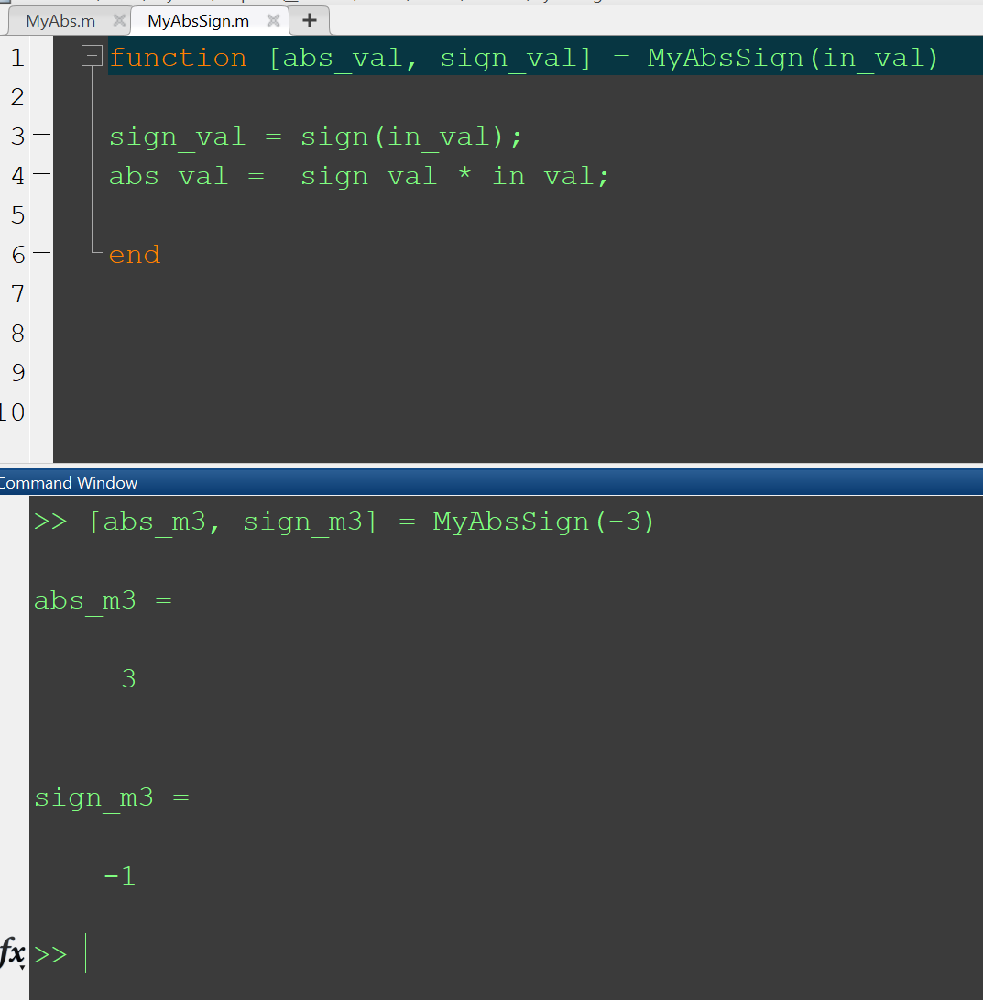 MyAbs.m × MyAbsSign.m × +
1 function [abs_val, sign_val] = MyAbsSign(in_val)
2
3 sign_val = sign(in_val);
4 abs_val =  sign_val * in_val;
5
6 end
7
8
9
10
Command Window
>> [abs_m3, sign_m3] = MyAbsSign(-3)
abs_m3 =
3
sign_m3 =
-1
fx >>